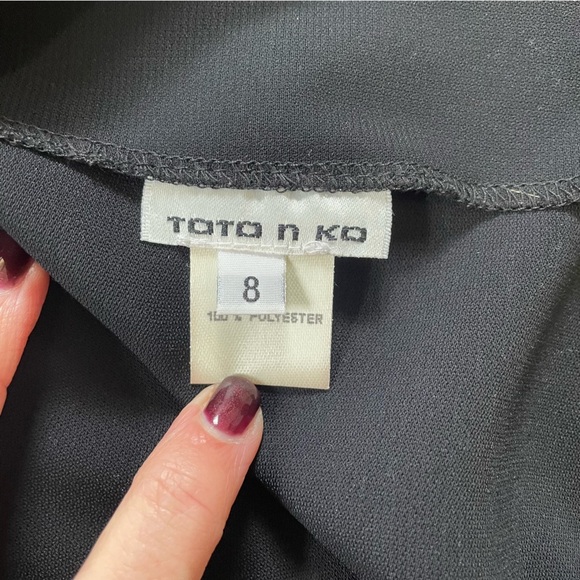 TOTO n KO
8
100 % POLYESTER